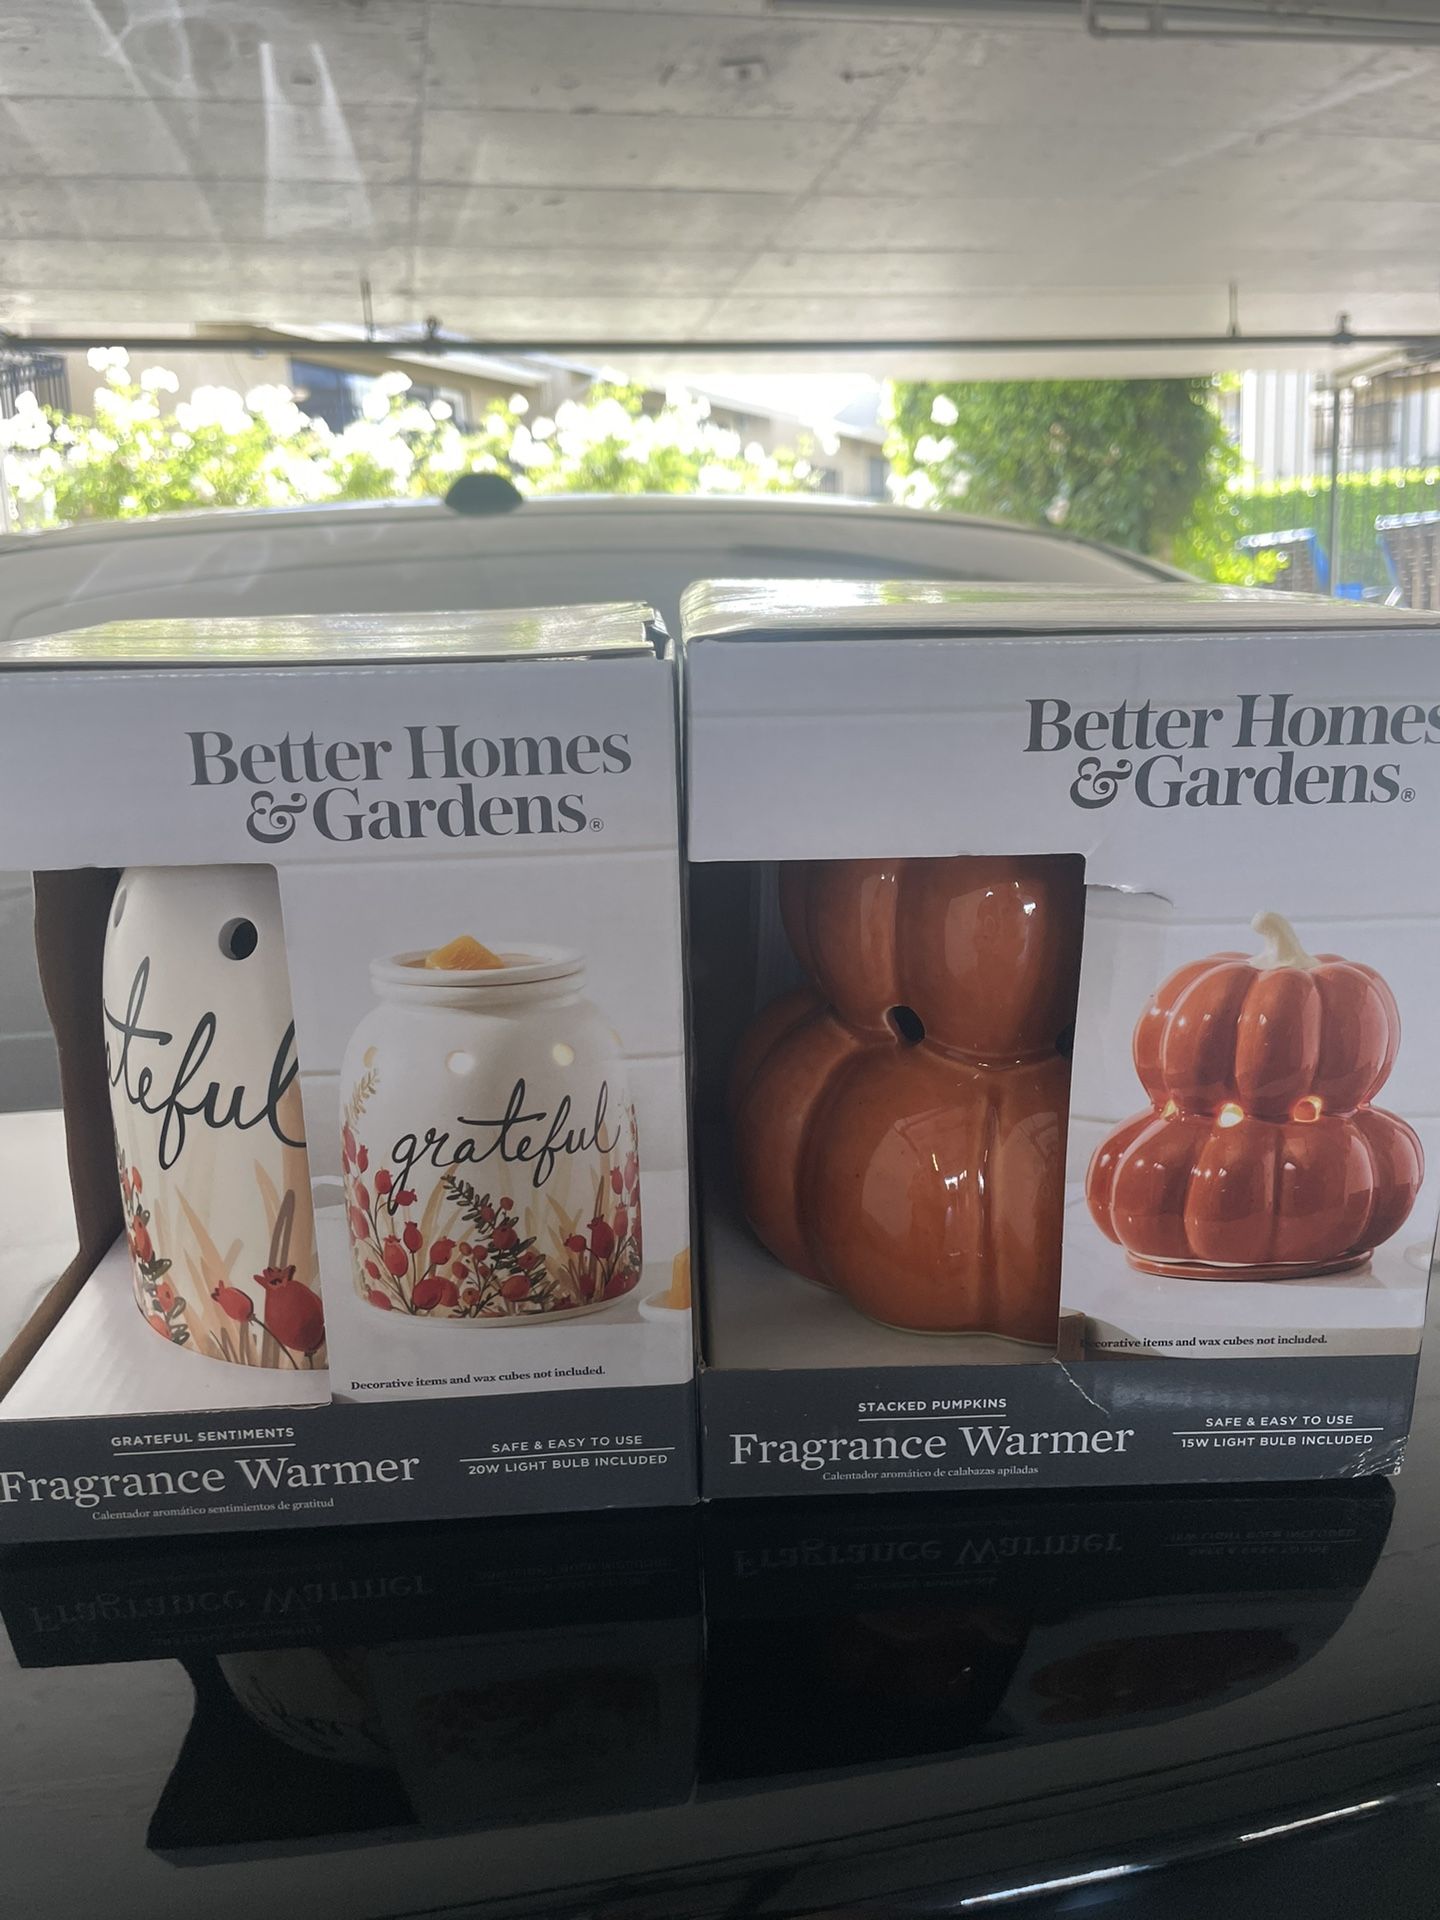 Better Homes
&Gardens®
ateful
grateful
Decorative items and wax cubes not included.
GRATEFUL SENTIMENTS
Fragrance Warmer
Calentador aromático sentimientos de gratitud
SAFE & EASY TO USE
20W LIGHT BULB INCLUDED
Better Homes
&Gardens®
Decorative items and wax cubes not included.
STACKED PUMPKINS
Fragrance Warmer
Calentador aromático de calabazas apiladas
SAFE & EASY TO USE
15W LIGHT BULB INCLUDED